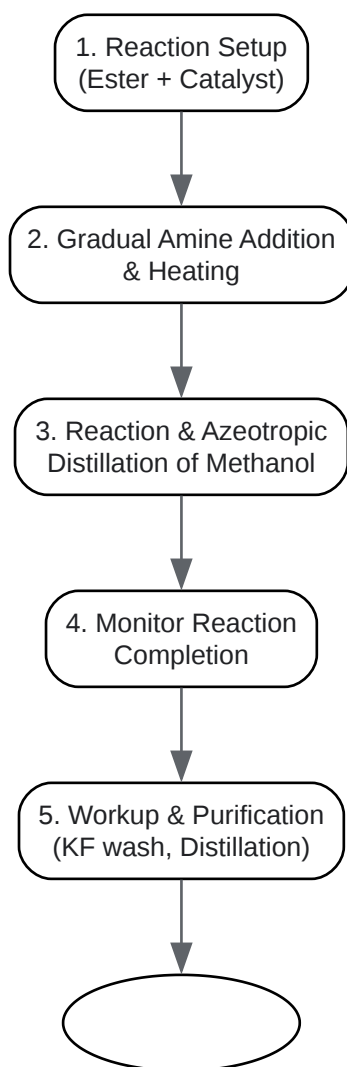 1. Reaction Setup
(Ester + Catalyst)
2. Gradual Amine Addition
& Heating
3. Reaction & Azeotropic
Distillation of Methanol
4. Monitor Reaction
Completion
5. Workup & Purification
(KF wash, Distillation)